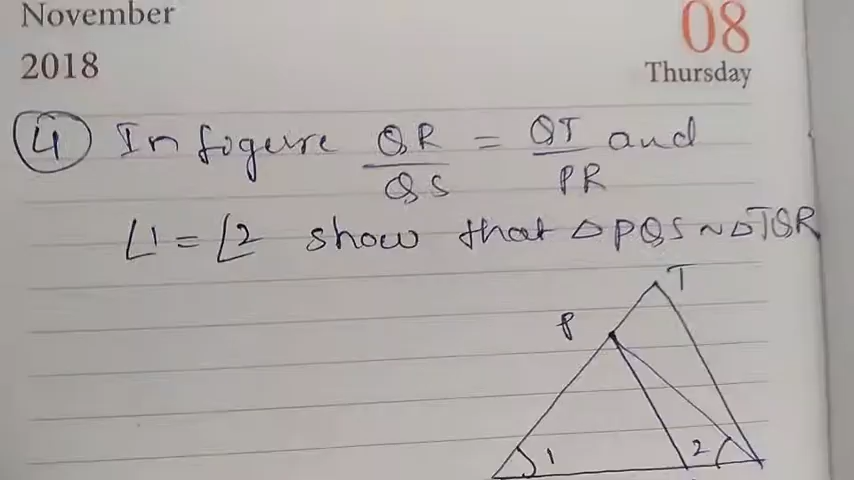 November
2018
08
Thursday
4 In fogure QR/QS = QT/PR and
∠1 = ∠2 show that △PQS ~ △TQR
T
P
1
2